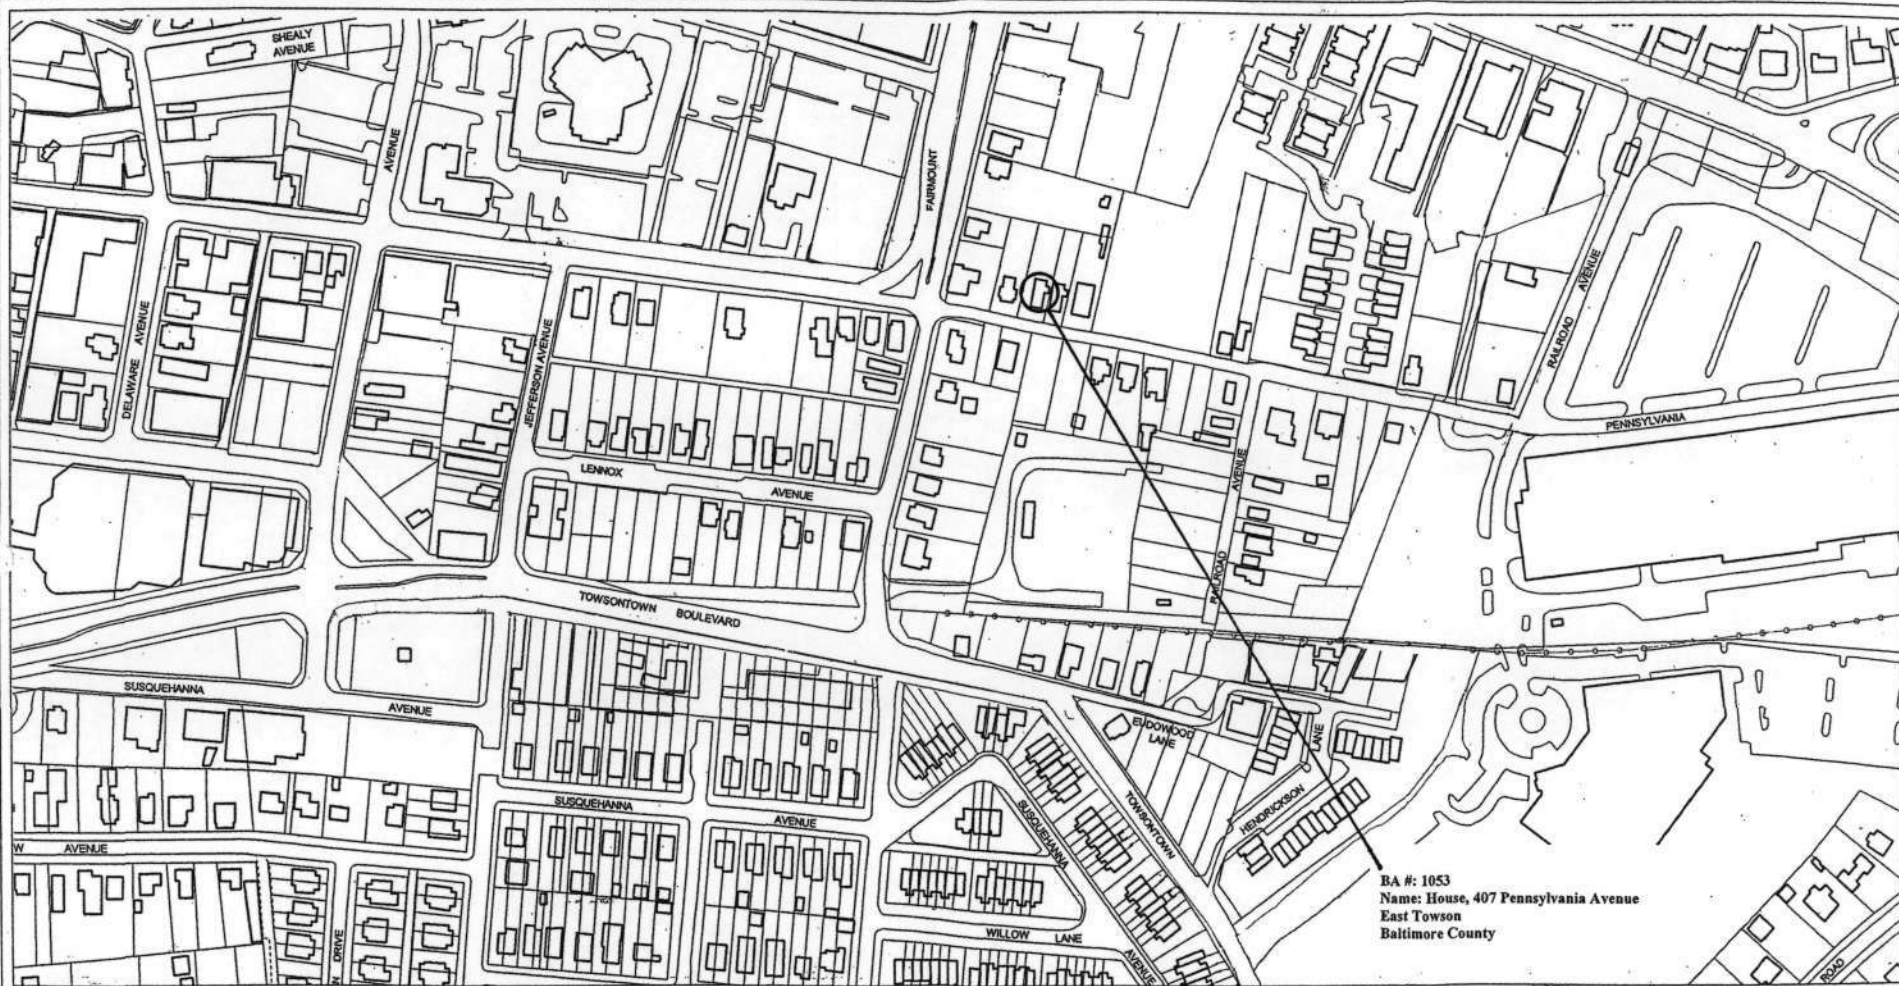 SHEALY
AVENUE
AVENUE
FAIRMOUNT
DELAWARE AVENUE
JEFFERSON AVENUE
RAILROAD AVENUE
PENNSYLVANIA
LENNOX
AVENUE
RAILROAD AVENUE
TOWSONTOWN BOULEVARD
SUSQUEHANNA
AVENUE
EUDOWOOD
LANE
LANE
HENDRICKSON
TOWSONTOWN
SUSQUEHANNA
AVENUE
SUSQUEHANNA
AVENUE
W AVENUE
DRIVE
WILLOW LANE
ROAD
BA #: 1053
Name: House, 407 Pennsylvania Avenue
East Towson
Baltimore County